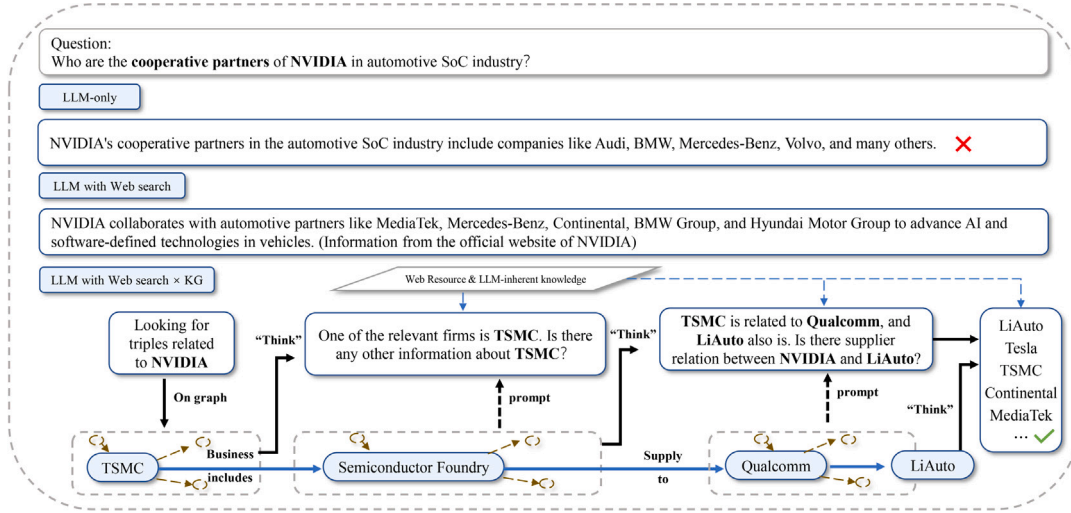 Question:
Who are the cooperative partners of NVIDIA in automotive SoC industry?
LLM-only
NVIDIA's cooperative partners in the automotive SoC industry include companies like Audi, BMW, Mercedes-Benz, Volvo, and many others.
LLM with Web search
NVIDIA collaborates with automotive partners like MediaTek, Mercedes-Benz, Continental, BMW Group, and Hyundai Motor Group to advance AI and
software-defined technologies in vehicles. (Information from the official website of NVIDIA)
LLM with Web search × KG
Web Resource & LLM-inherent knowledge
Looking for
triples related
to NVIDIA
“Think”
One of the relevant firms is TSMC. Is there
any other information about TSMC?
“Think”
TSMC is related to Qualcomm, and
LiAuto also is. Is there supplier
relation between NVIDIA and LiAuto?
LiAuto
Tesla
TSMC
Continental
MediaTek
...
On graph
prompt
prompt
“Think”
TSMC
Business
includes
Semiconductor Foundry
Supply
to
Qualcomm
LiAuto